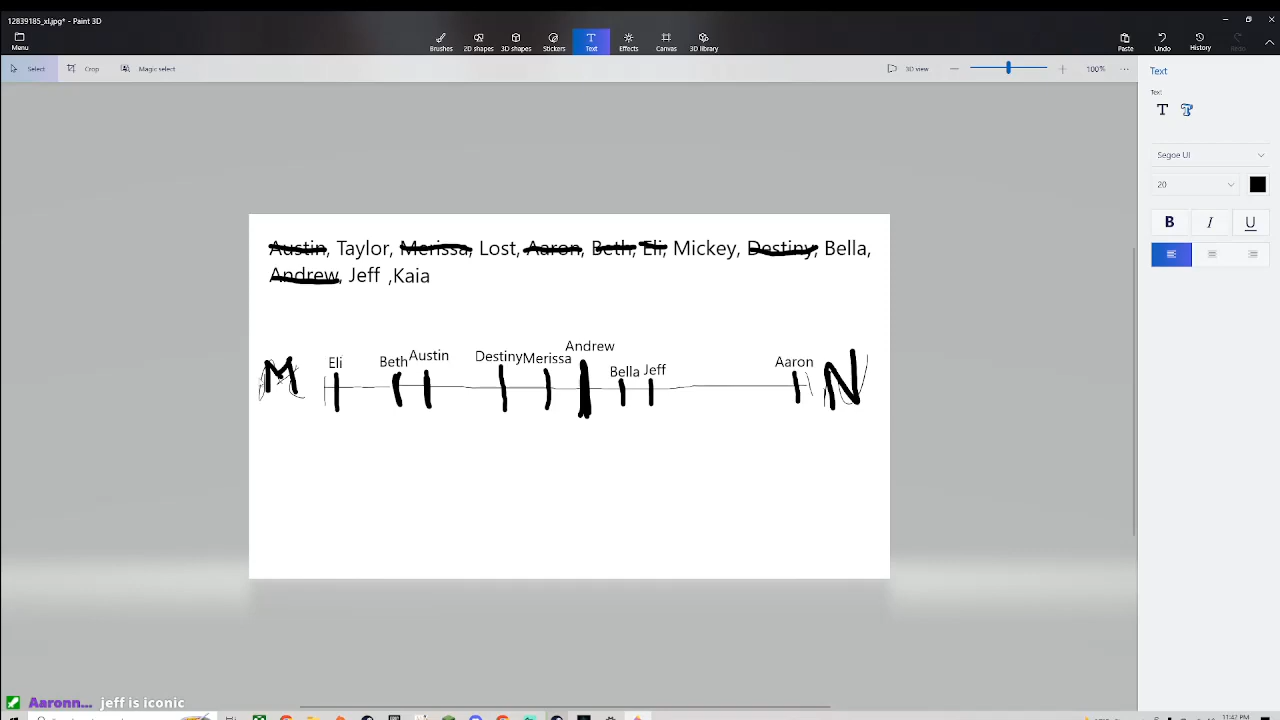 12839185_xl.jpg* - Paint 3D
Menu
Brushes 2D shapes 3D shapes Stickers Text Effects Canvas 3D library
Paste Undo History Redo
Select Crop Magic select
3D view 100%
Text
Text
Segoe UI
20
B I U
Austin, Taylor, Merissa, Lost, Aaron, Beth, Eli, Mickey, Destiny, Bella,
Andrew, Jeff ,Kaia
M Eli Beth Austin Destiny Merissa Andrew Bella Jeff Aaron N
Aaronn... jeff is iconic